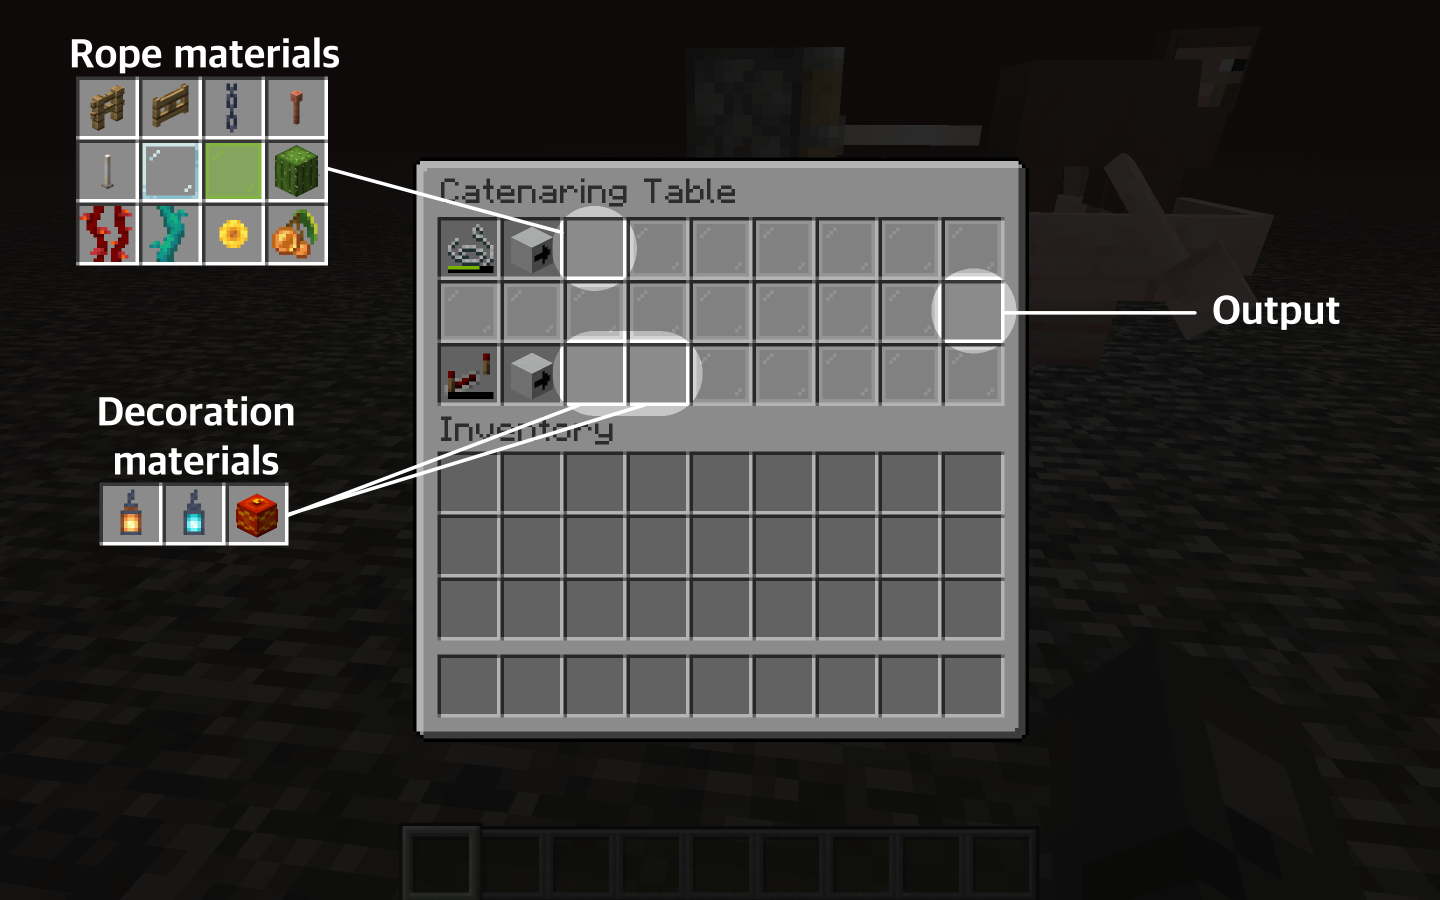 Rope materials
Catenaring Table
Output
Decoration
materials
Inventory